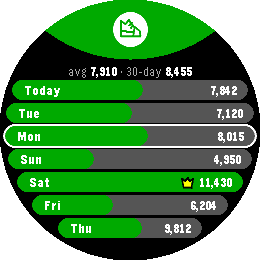 avg 7,910 · 30-day 8,455
Today 7,842
Tue 7,120
Mon 8,015
Sun 4,950
Sat 11,430
Fri 6,204
Thu 9,812